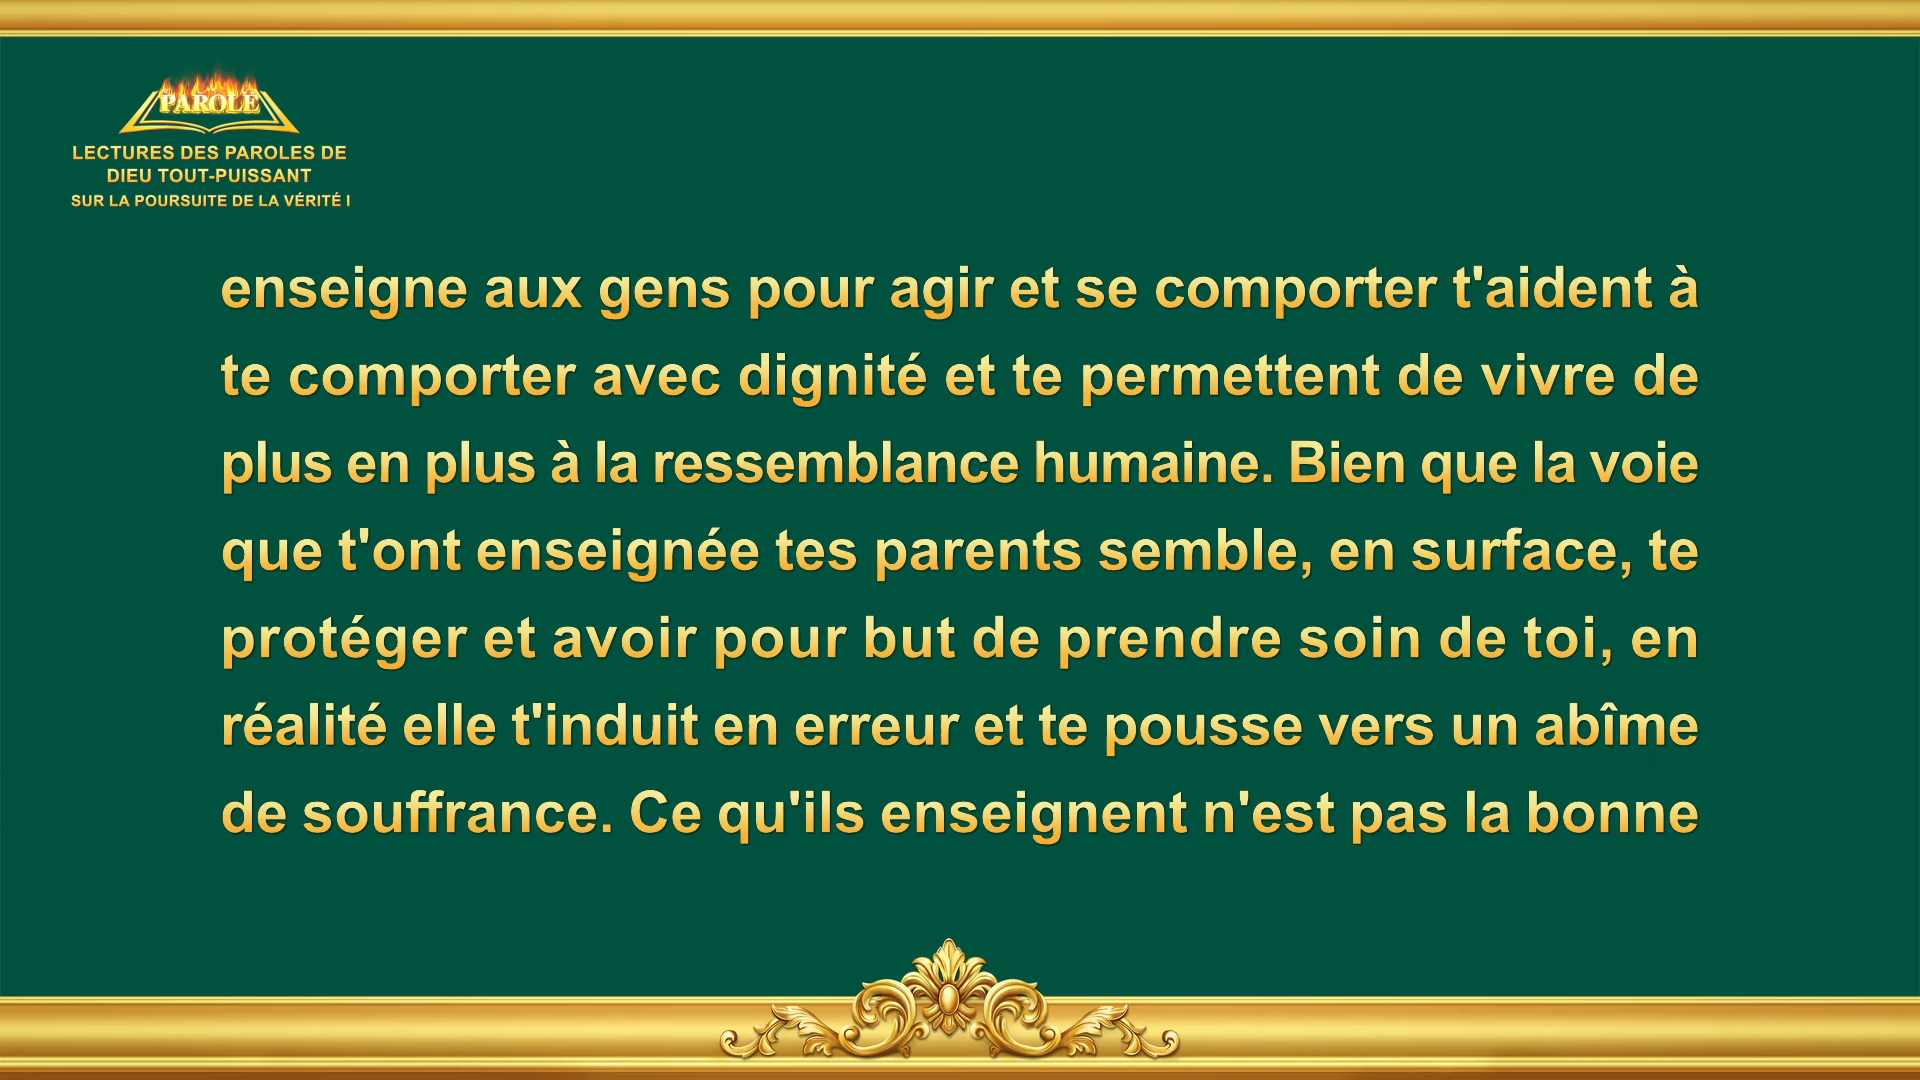 PAROLE
LECTURES DES PAROLES DE
DIEU TOUT-PUISSANT
SUR LA POURSUITE DE LA VÉRITÉ I
enseigne aux gens pour agir et se comporter t'aident à
te comporter avec dignité et te permettent de vivre de
plus en plus à la ressemblance humaine. Bien que la voie
que t'ont enseignée tes parents semble, en surface, te
protéger et avoir pour but de prendre soin de toi, en
réalité elle t'induit en erreur et te pousse vers un abîme
de souffrance. Ce qu'ils enseignent n'est pas la bonne